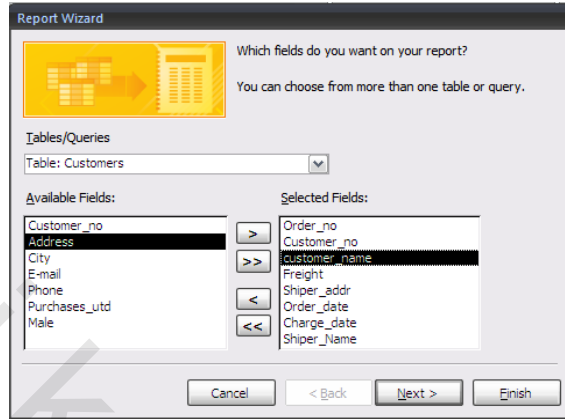 Report Wizard
Which fields do you want on your report?
You can choose from more than one table or query.
Tables/Queries
Table: Customers
Available Fields:
Selected Fields:
Customer_no
Address
City
E-mail
Phone
Purchases_utd
Male
>
>>
<
<<
Order_no
Customer_no
customer_name
Freight
Shiper_addr
Order_date
Charge_date
Shiper_Name
Cancel
< Back
Next >
Finish